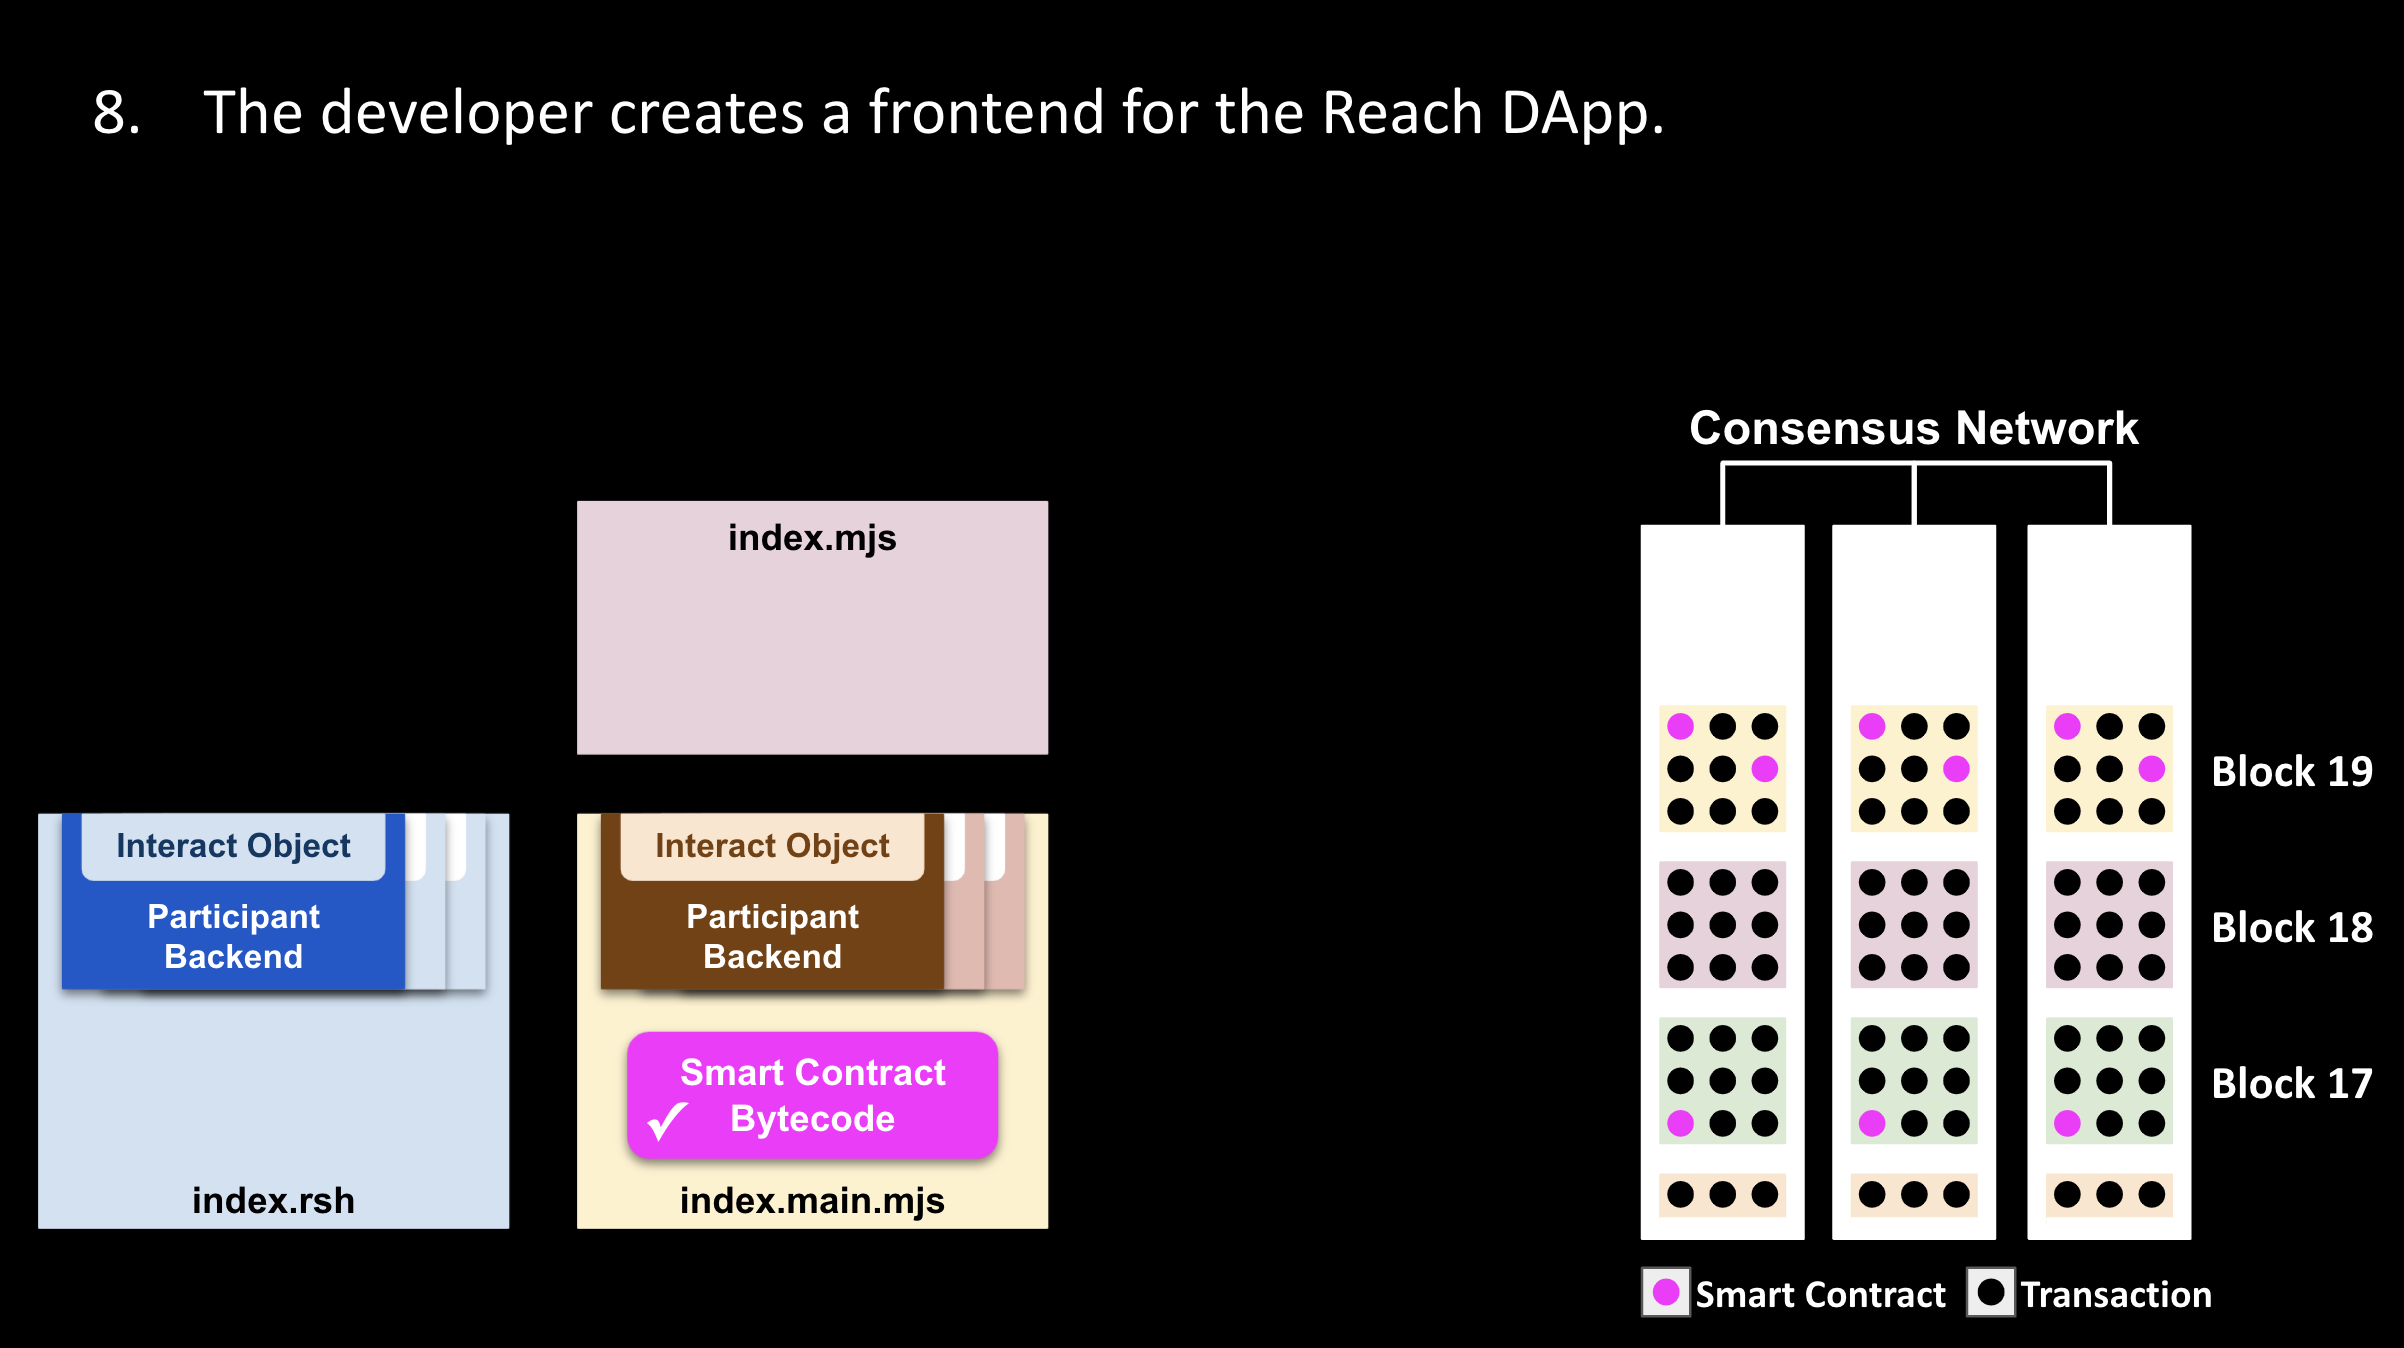 8. The developer creates a frontend for the Reach DApp.
Consensus Network
index.mjs
Block 19
Interact Object
Participant
Backend
index.rsh
Interact Object
Participant
Backend
Smart Contract
✓ Bytecode
index.main.mjs
Block 18
Block 17
Smart Contract
Transaction